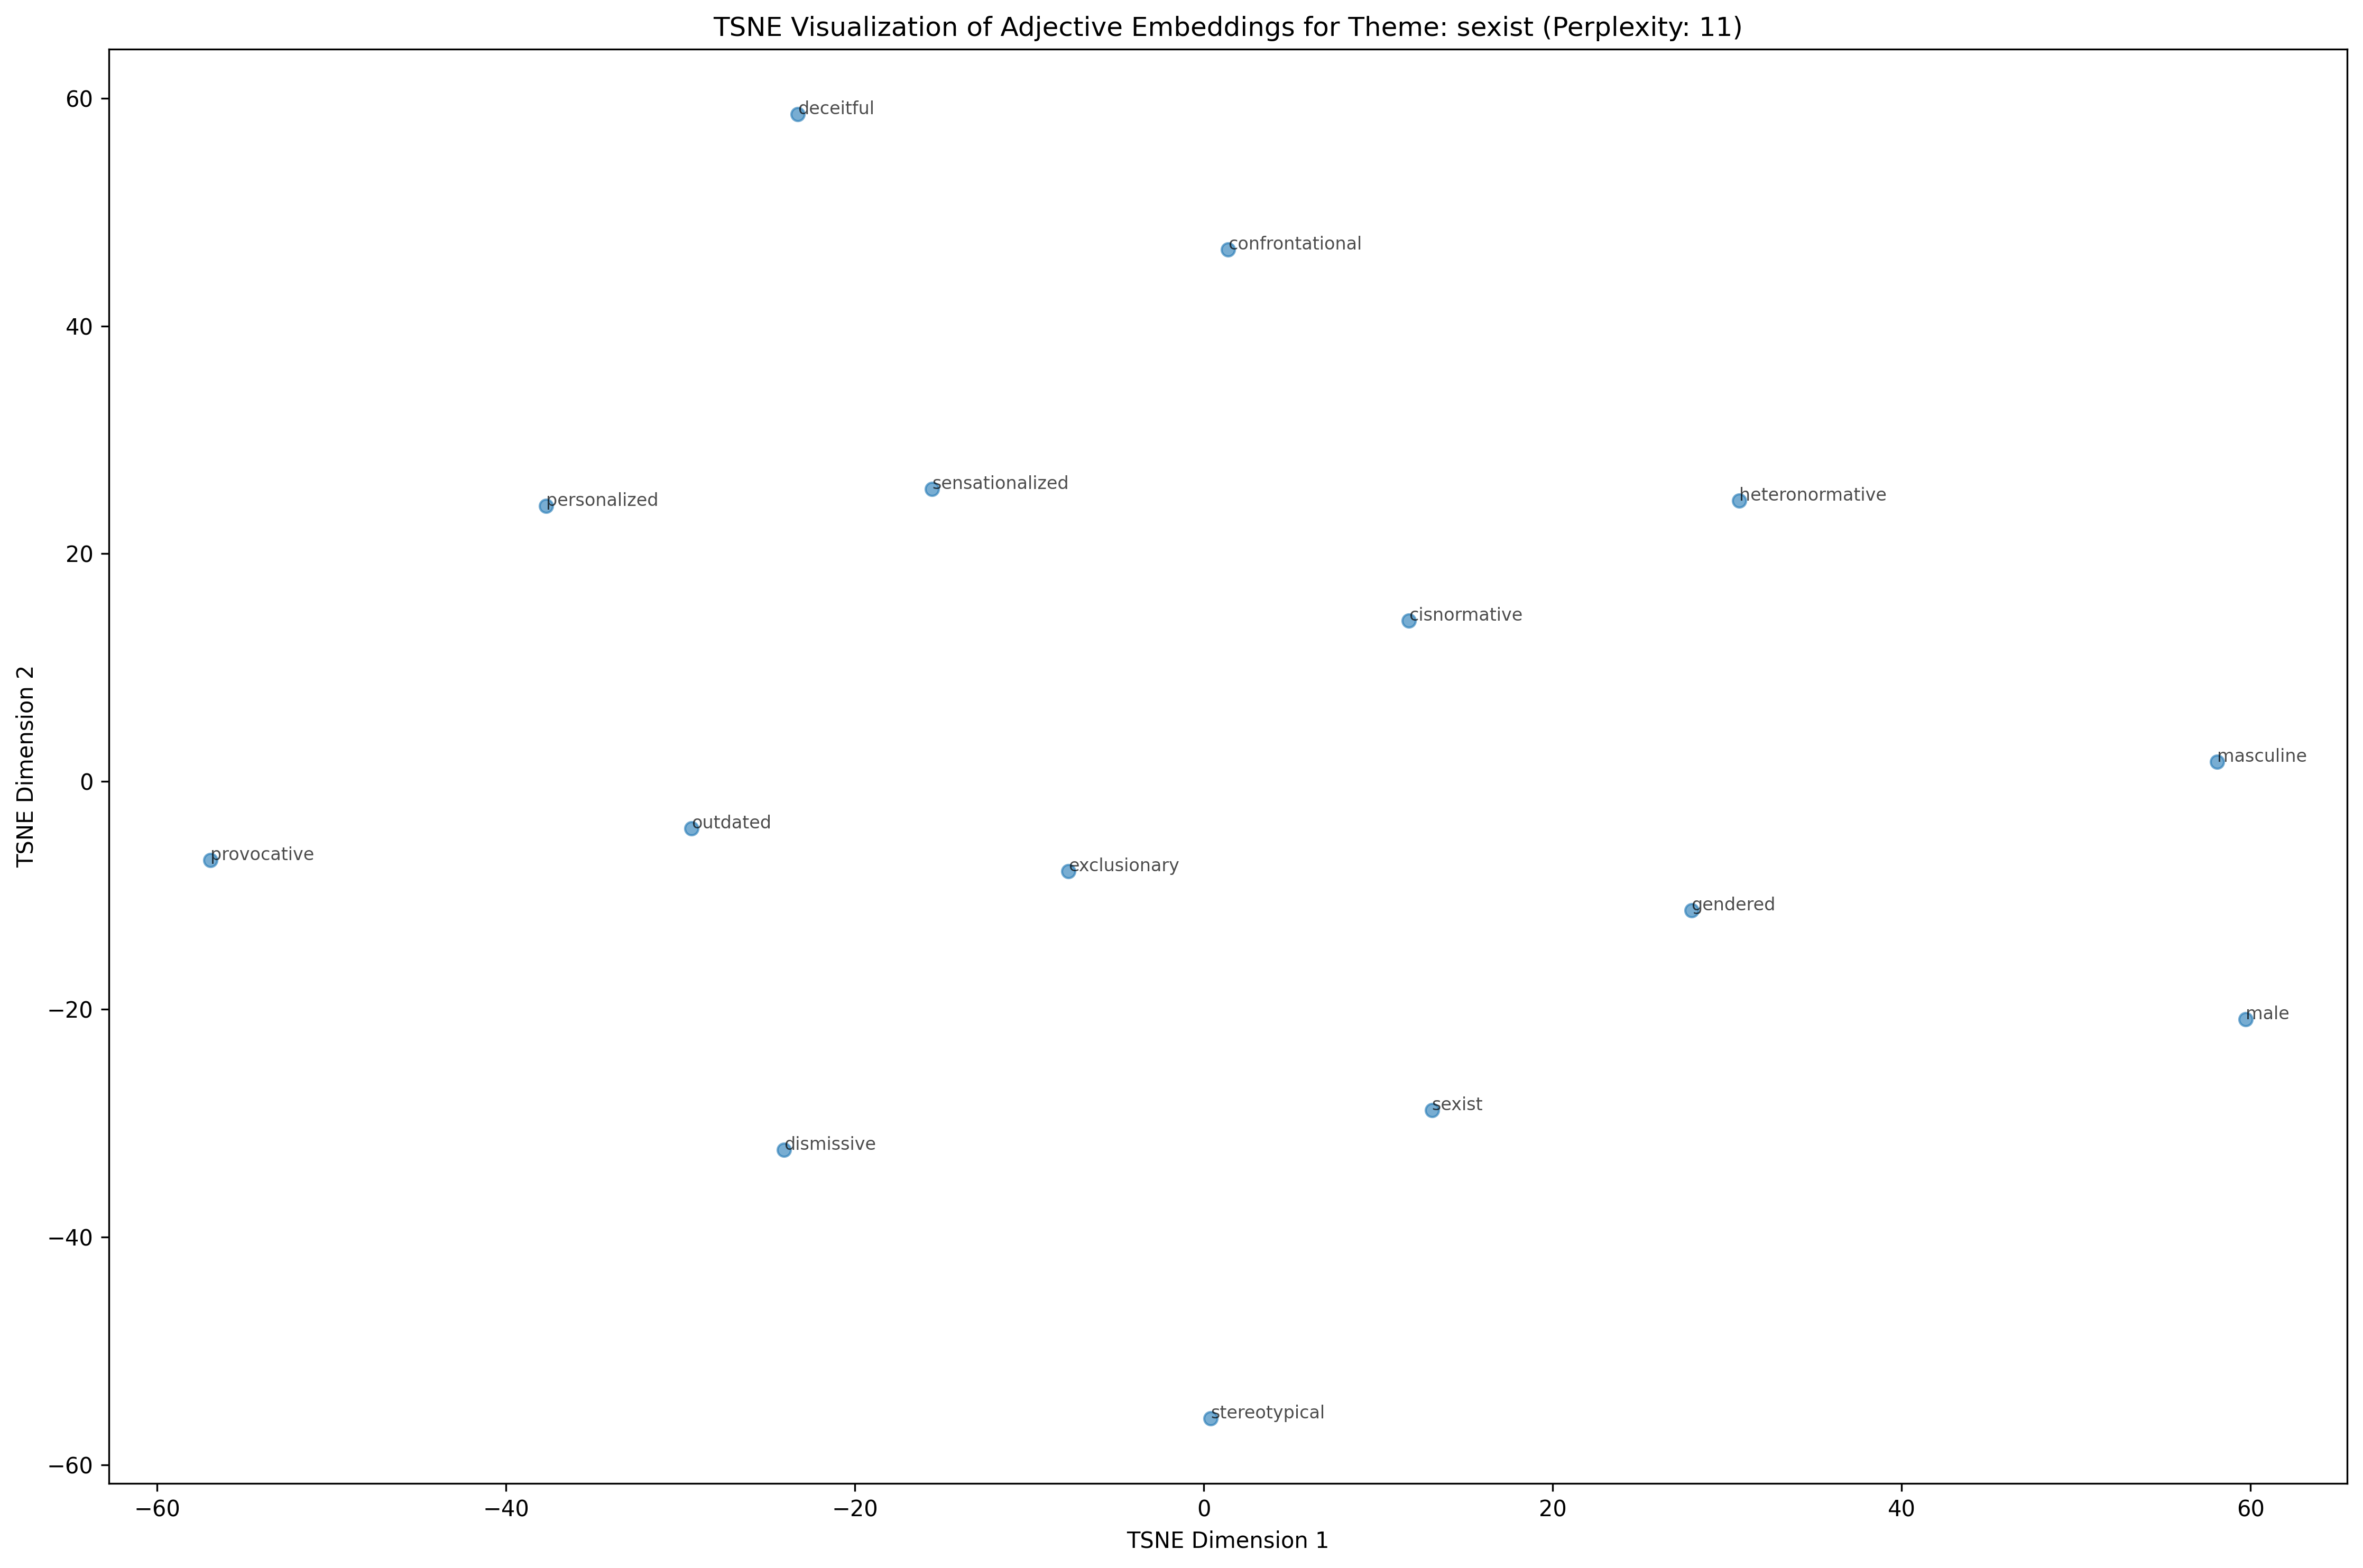 TSNE Visualization of Adjective Embeddings for Theme: sexist (Perplexity: 11)
60
40
20
0
−20
−40
−60
TSNE Dimension 2
deceitful
confrontational
sensationalized
personalized
heteronormative
cisnormative
masculine
outdated
provocative
exclusionary
gendered
male
sexist
dismissive
stereotypical
−60
−40
−20
0
20
40
60
TSNE Dimension 1